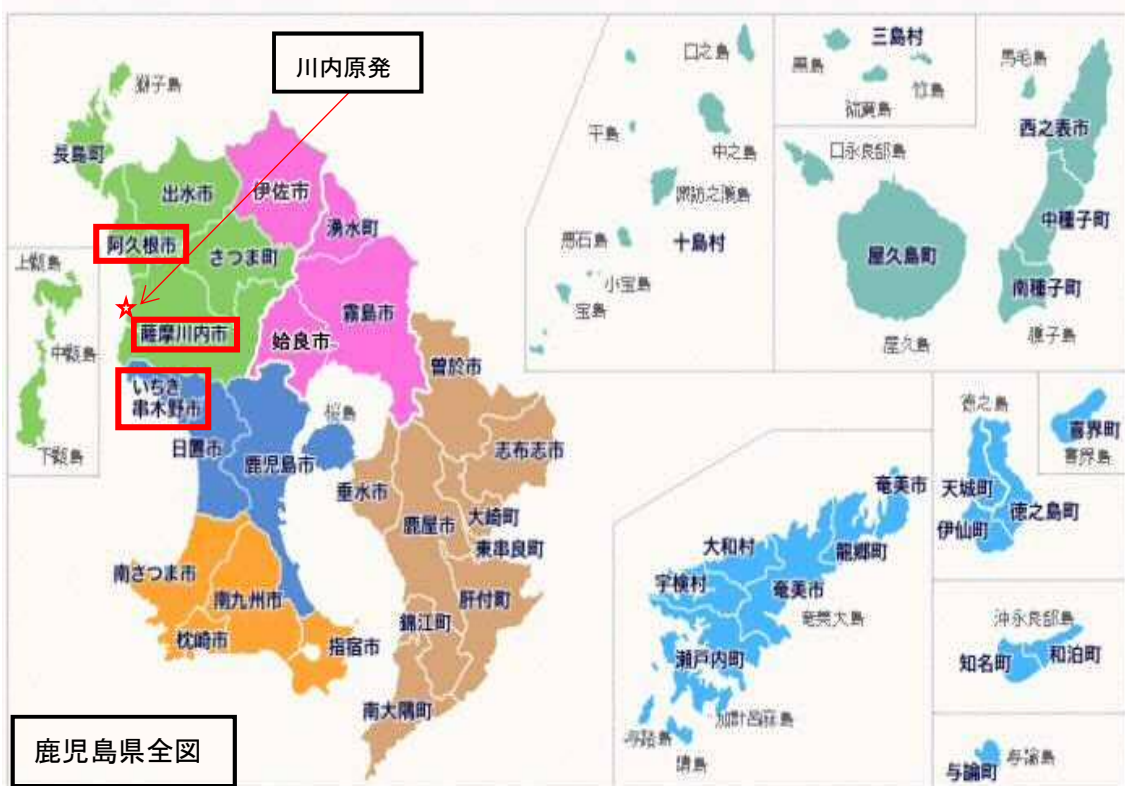 川内原発
獅子島
長島町
出水市
伊佐市
湧水町
阿久根市
さつま町
上甑島
薩摩川内市
中甑島
姶良市
霧島市
いちき
串木野市
下甑島
日置市
鹿児島市
桜島
曽於市
志布志市
垂水市
鹿屋市
大崎町
東串良町
南さつま市
南九州市
肝付町
錦江町
枕崎市
指宿市
南大隅町
鹿児島県全図
口之島
中之島
平島
諏訪之瀬島
悪石島
十島村
小宝島
宝島
三島村
黒島
竹島
硫黄島
馬毛島
西之表市
口永良部島
中種子町
屋久島町
南種子町
屋久島
種子島
奄美市
大和村
龍郷町
宇検村
奄美市
奄美大島
瀬戸内町
加計呂麻島
与路島
請島
徳之島
天城町
徳之島町
伊仙町
喜界町
喜界島
沖永良部島
知名町
和泊町
与論町
与論島